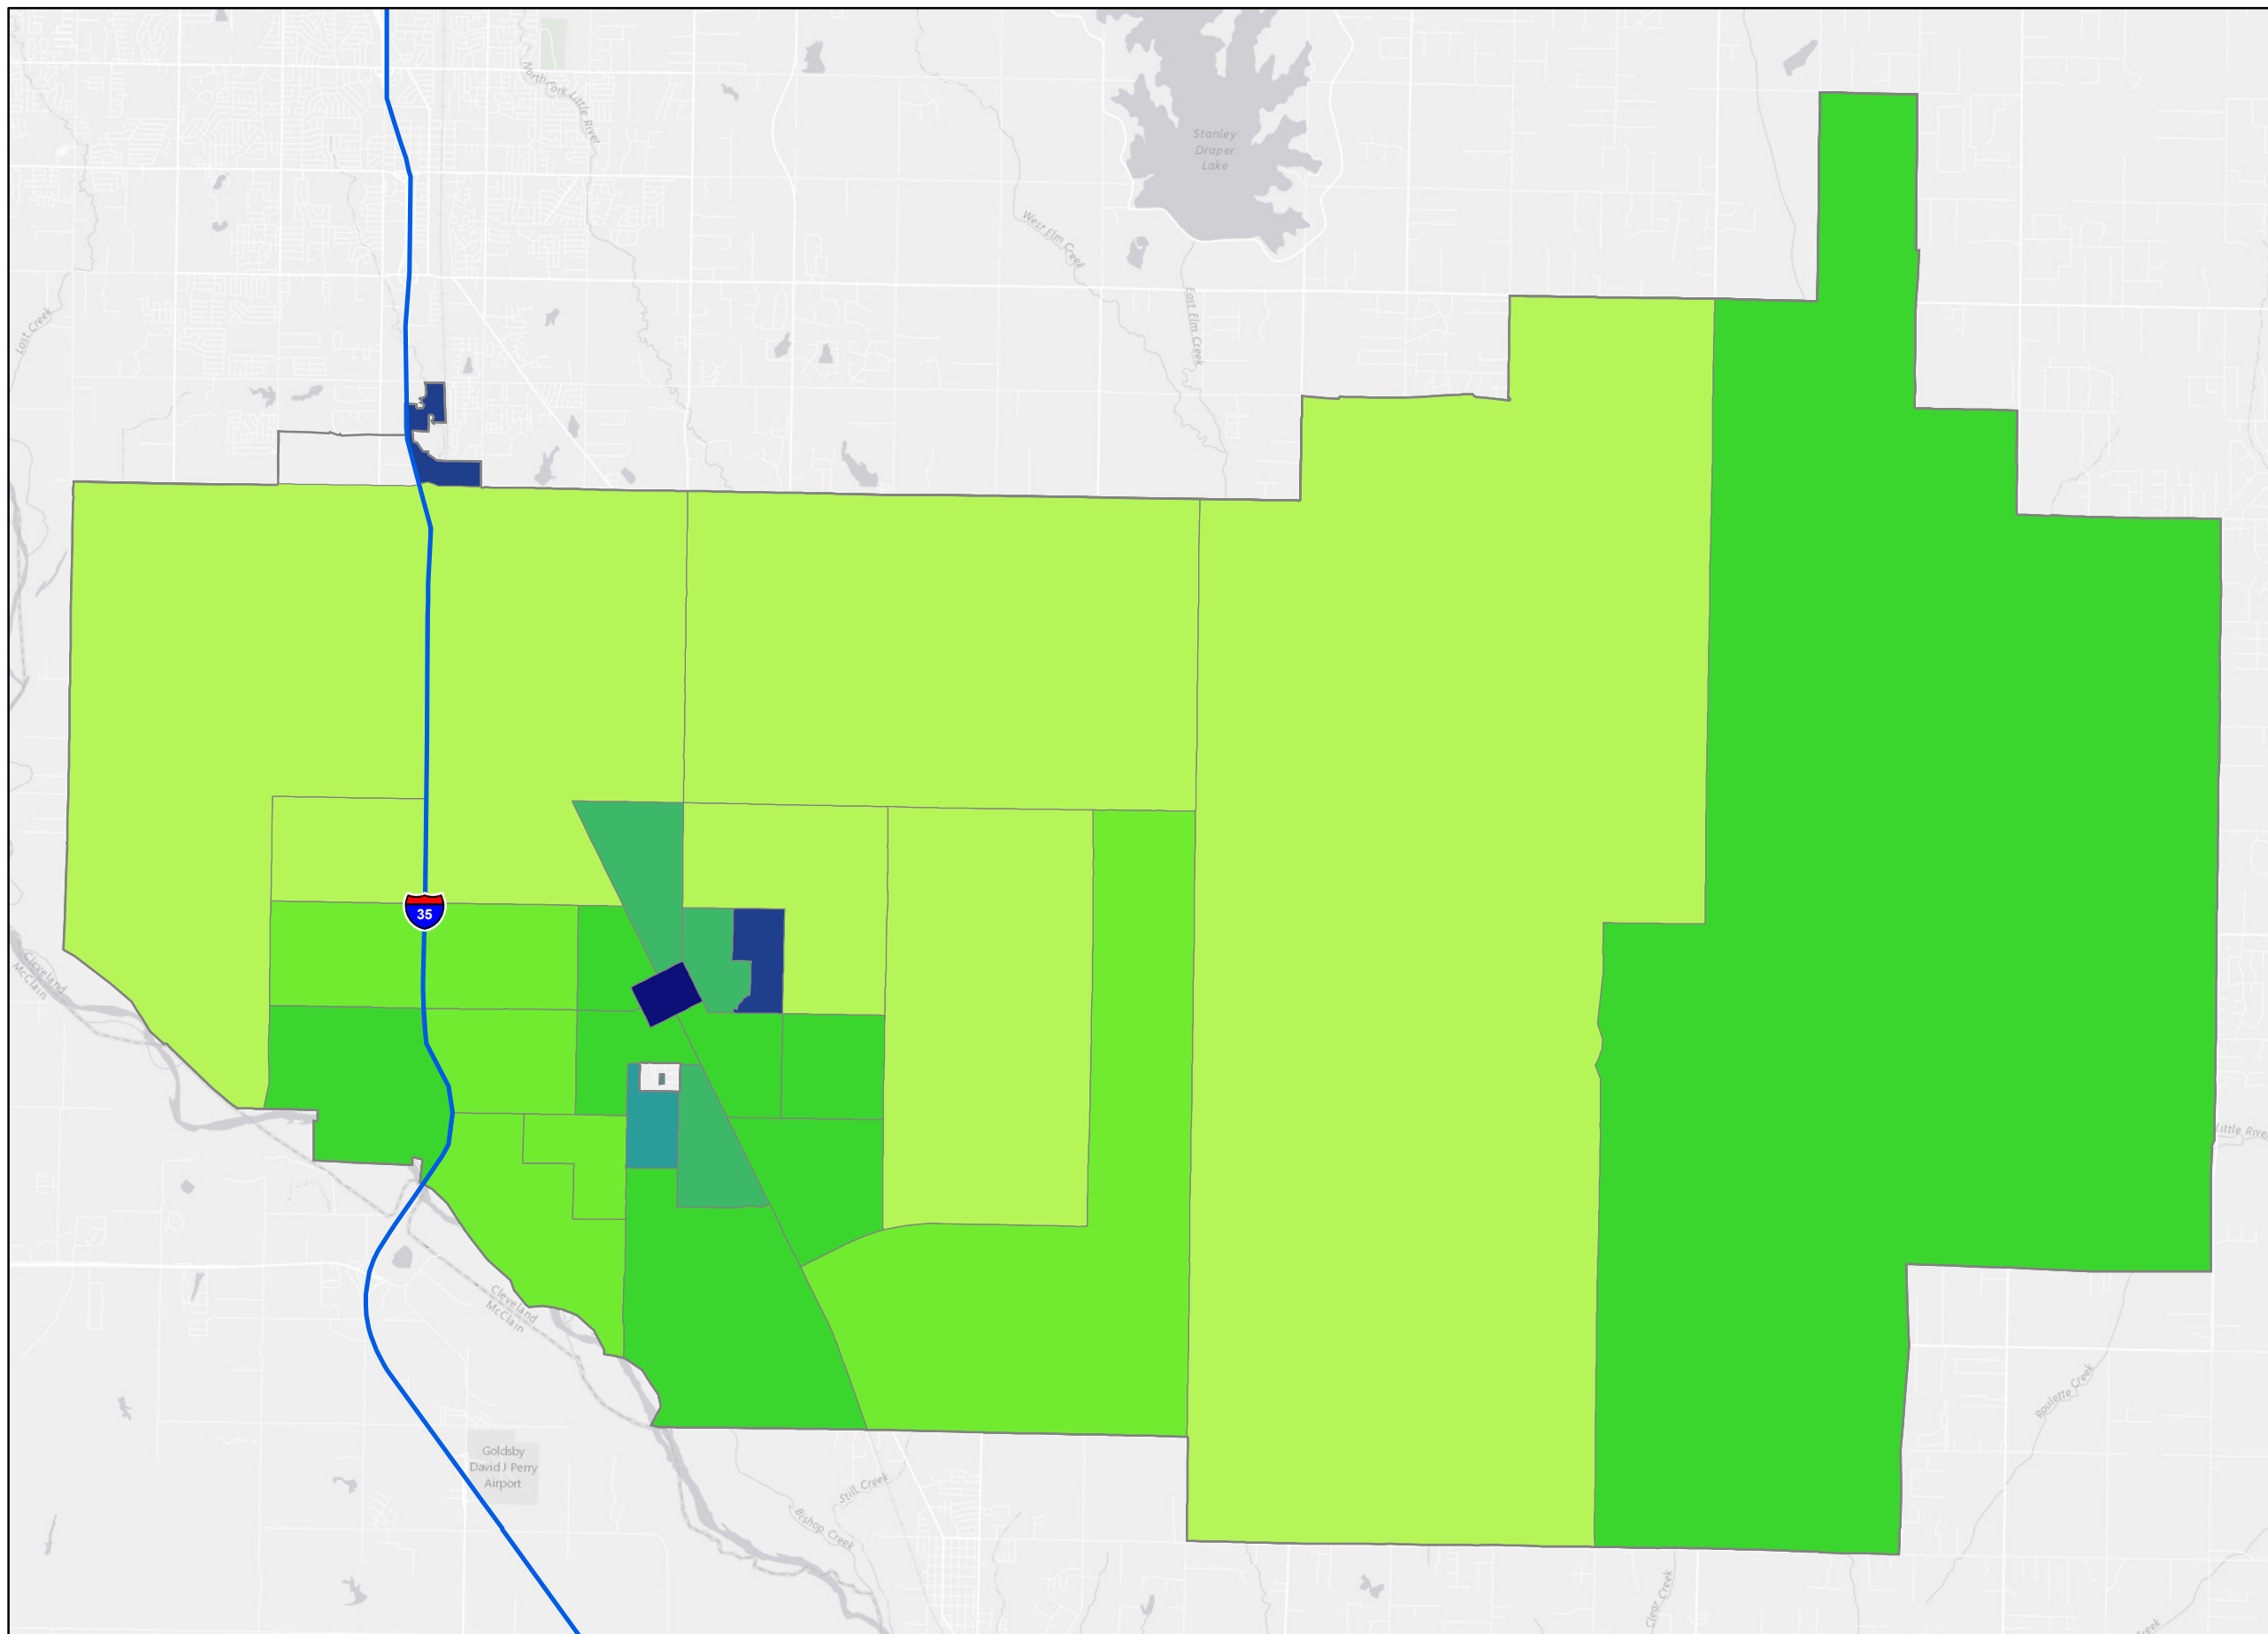 North Fork Little River
Stanley
Draper
Lake
West Elm Creek
East Elm Creek
Lost Creek
35
Cleveland
McClain
Little River
Cleveland
McClain
Roulette Creek
Goldsby
David J Perry
Airport
Still Creek
Bishop Creek
Clear Creek
Creek